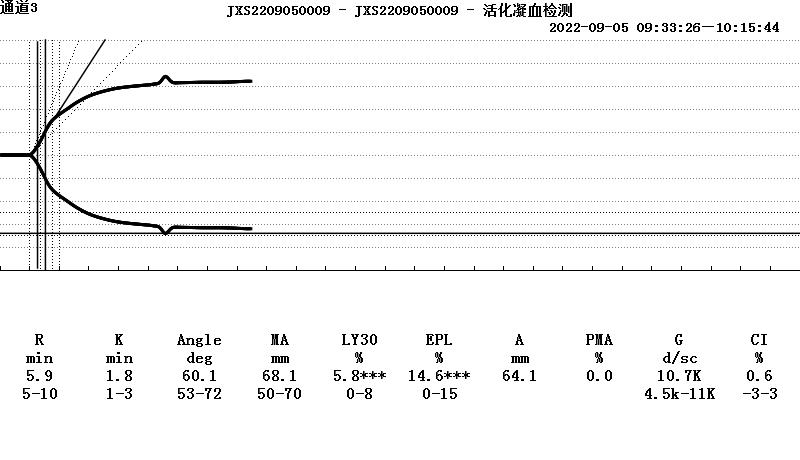 通道3
JXS2209050009 - JXS2209050009 - 活化凝血检测
2022-09-05 09:33:26—10:15:44
R K Angle MA LY30 EPL A PMA G CI
min min deg mm % % mm % d/sc %
5.9 1.8 60.1 68.1 5.8*** 14.6*** 64.1 0.0 10.7K 0.6
5-10 1-3 53-72 50-70 0-8 0-15 4.5k-11K -3-3